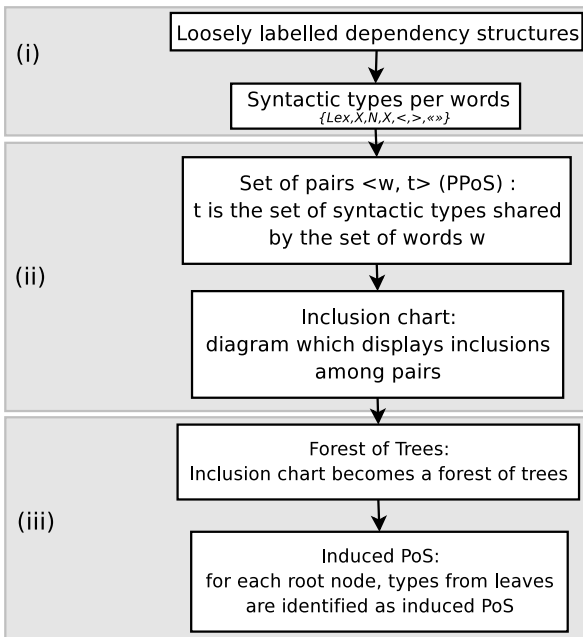 (i)
Loosely labelled dependency structures
Syntactic types per words
{Lex,X,N,X,<,>,«»}
(ii)
Set of pairs <w, t> (PPoS) :
t is the set of syntactic types shared
by the set of words w
Inclusion chart:
diagram which displays inclusions
among pairs
(iii)
Forest of Trees:
Inclusion chart becomes a forest of trees
Induced PoS:
for each root node, types from leaves
are identified as induced PoS